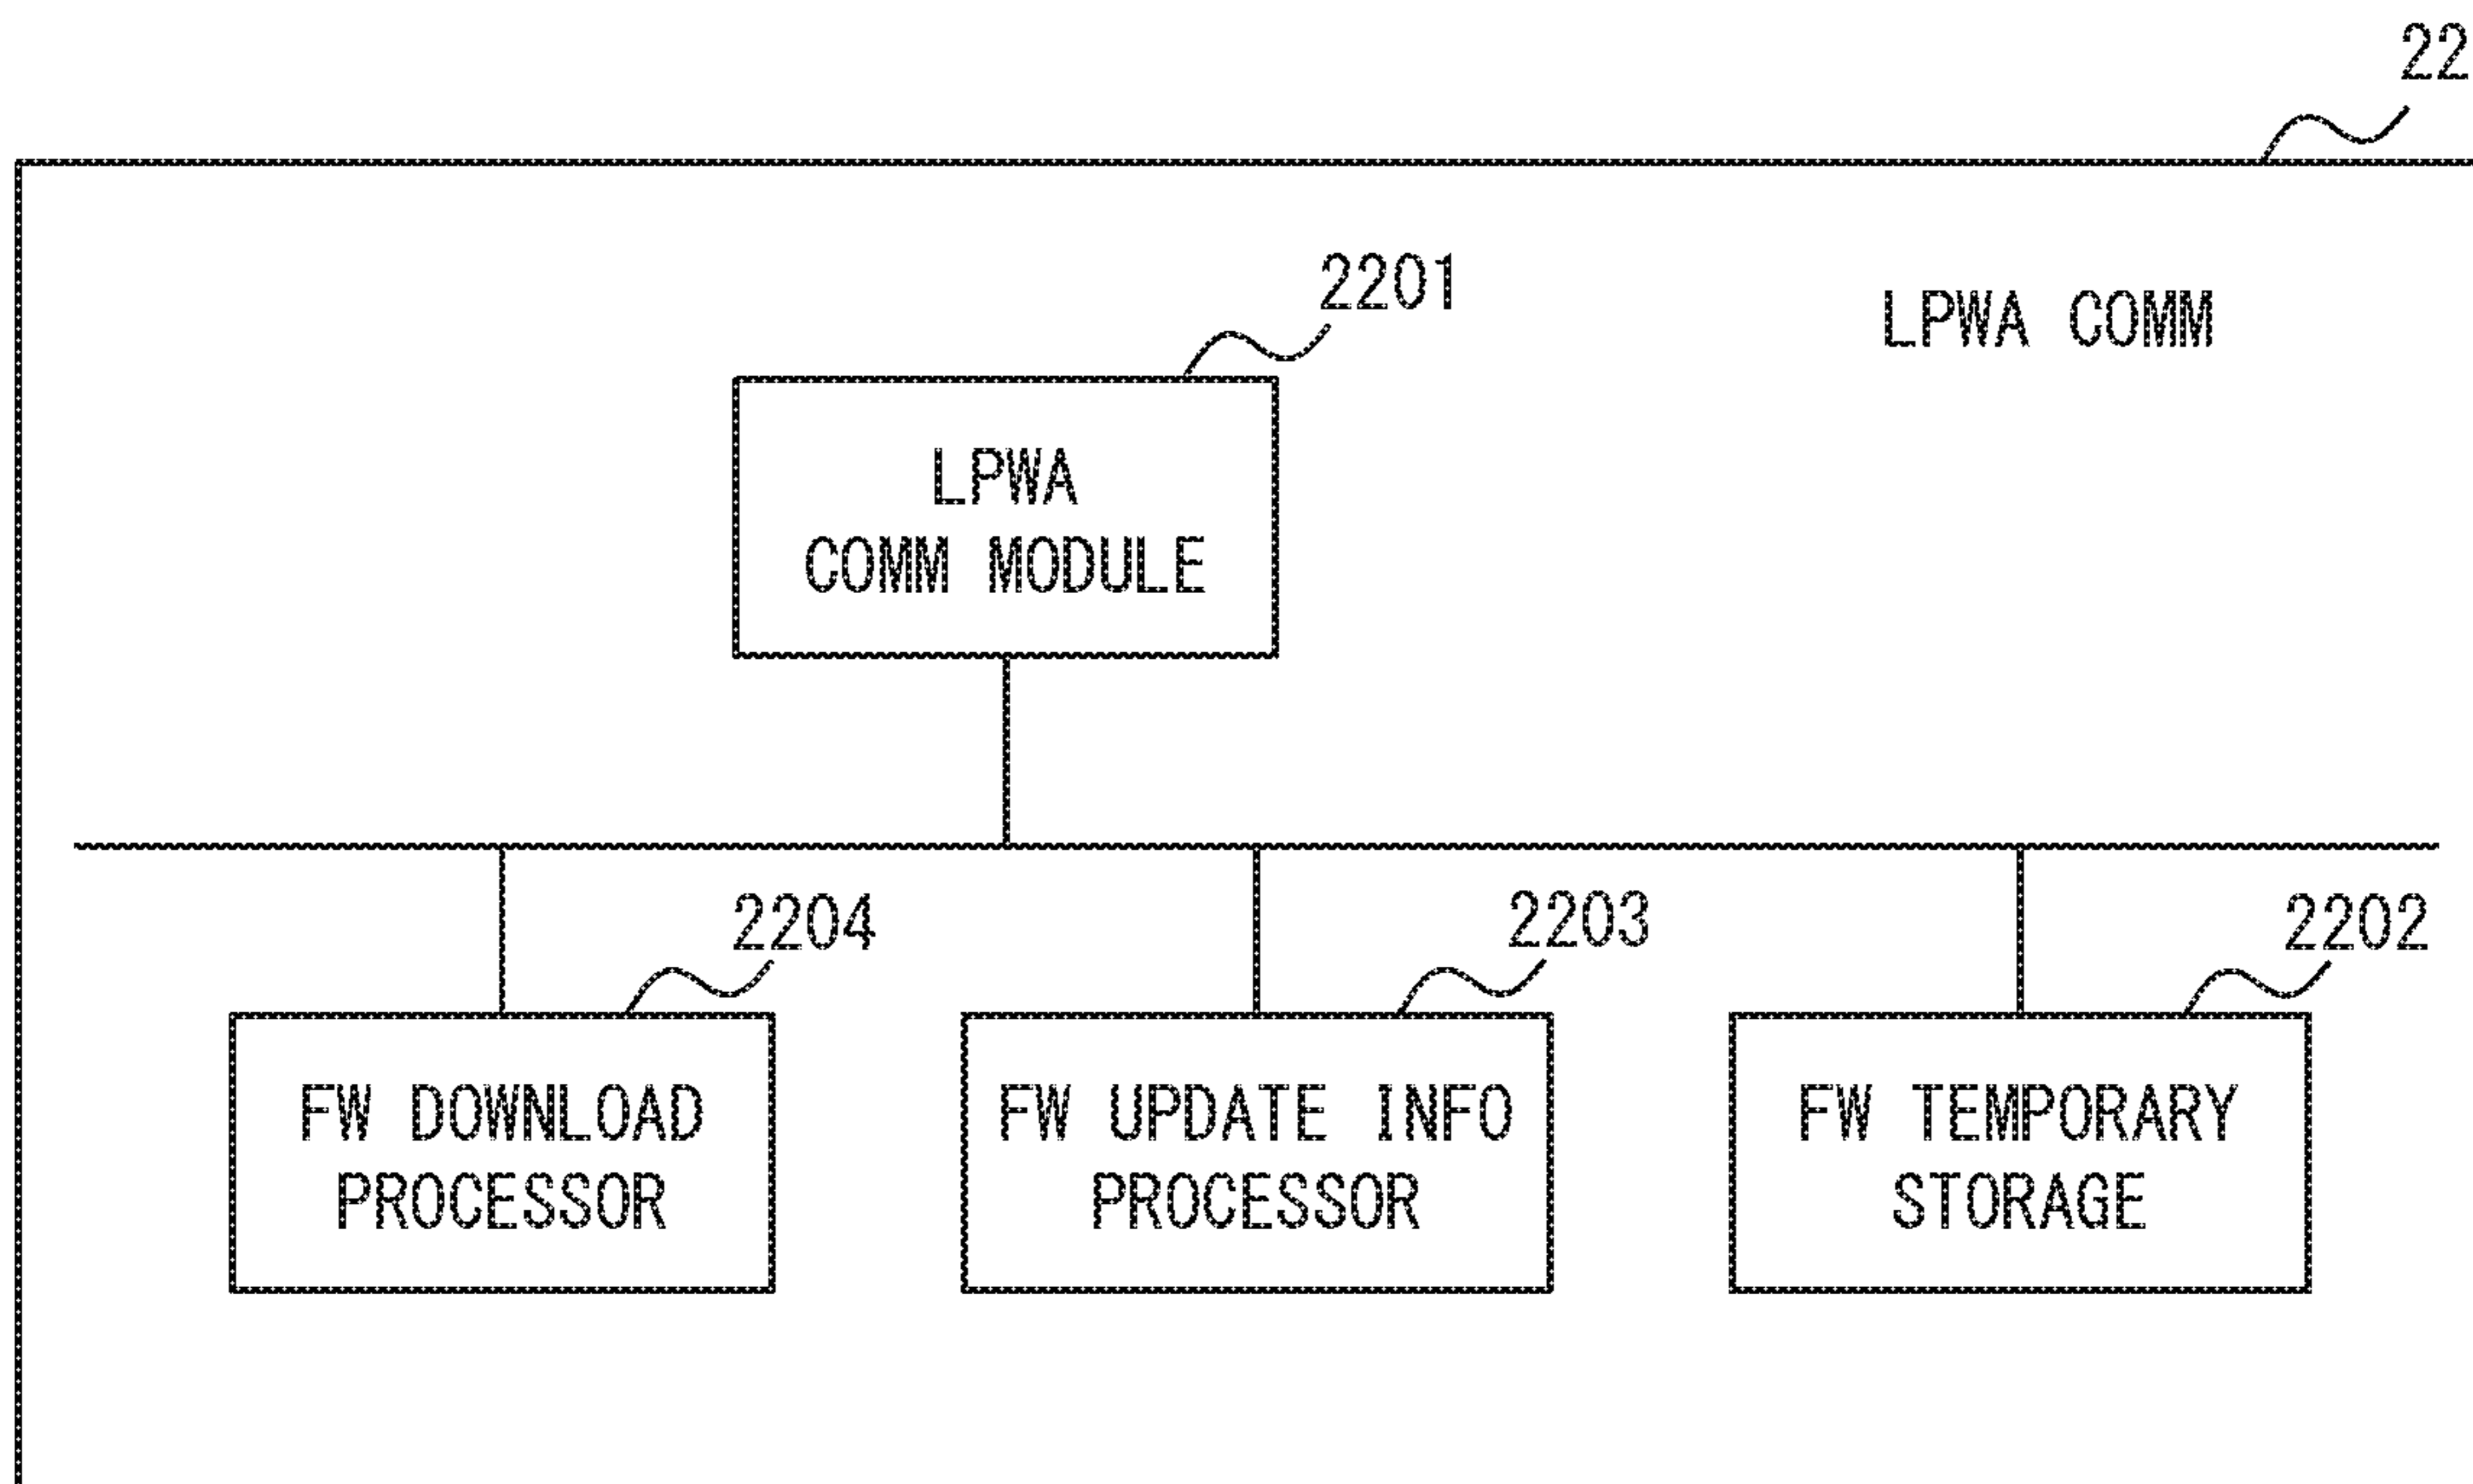 22
2201
LPWA COMM
LPWA
COMM MODULE
2204
2203
2202
FW DOWNLOAD
PROCESSOR
FW UPDATE INFO
PROCESSOR
FW TEMPORARY
STORAGE